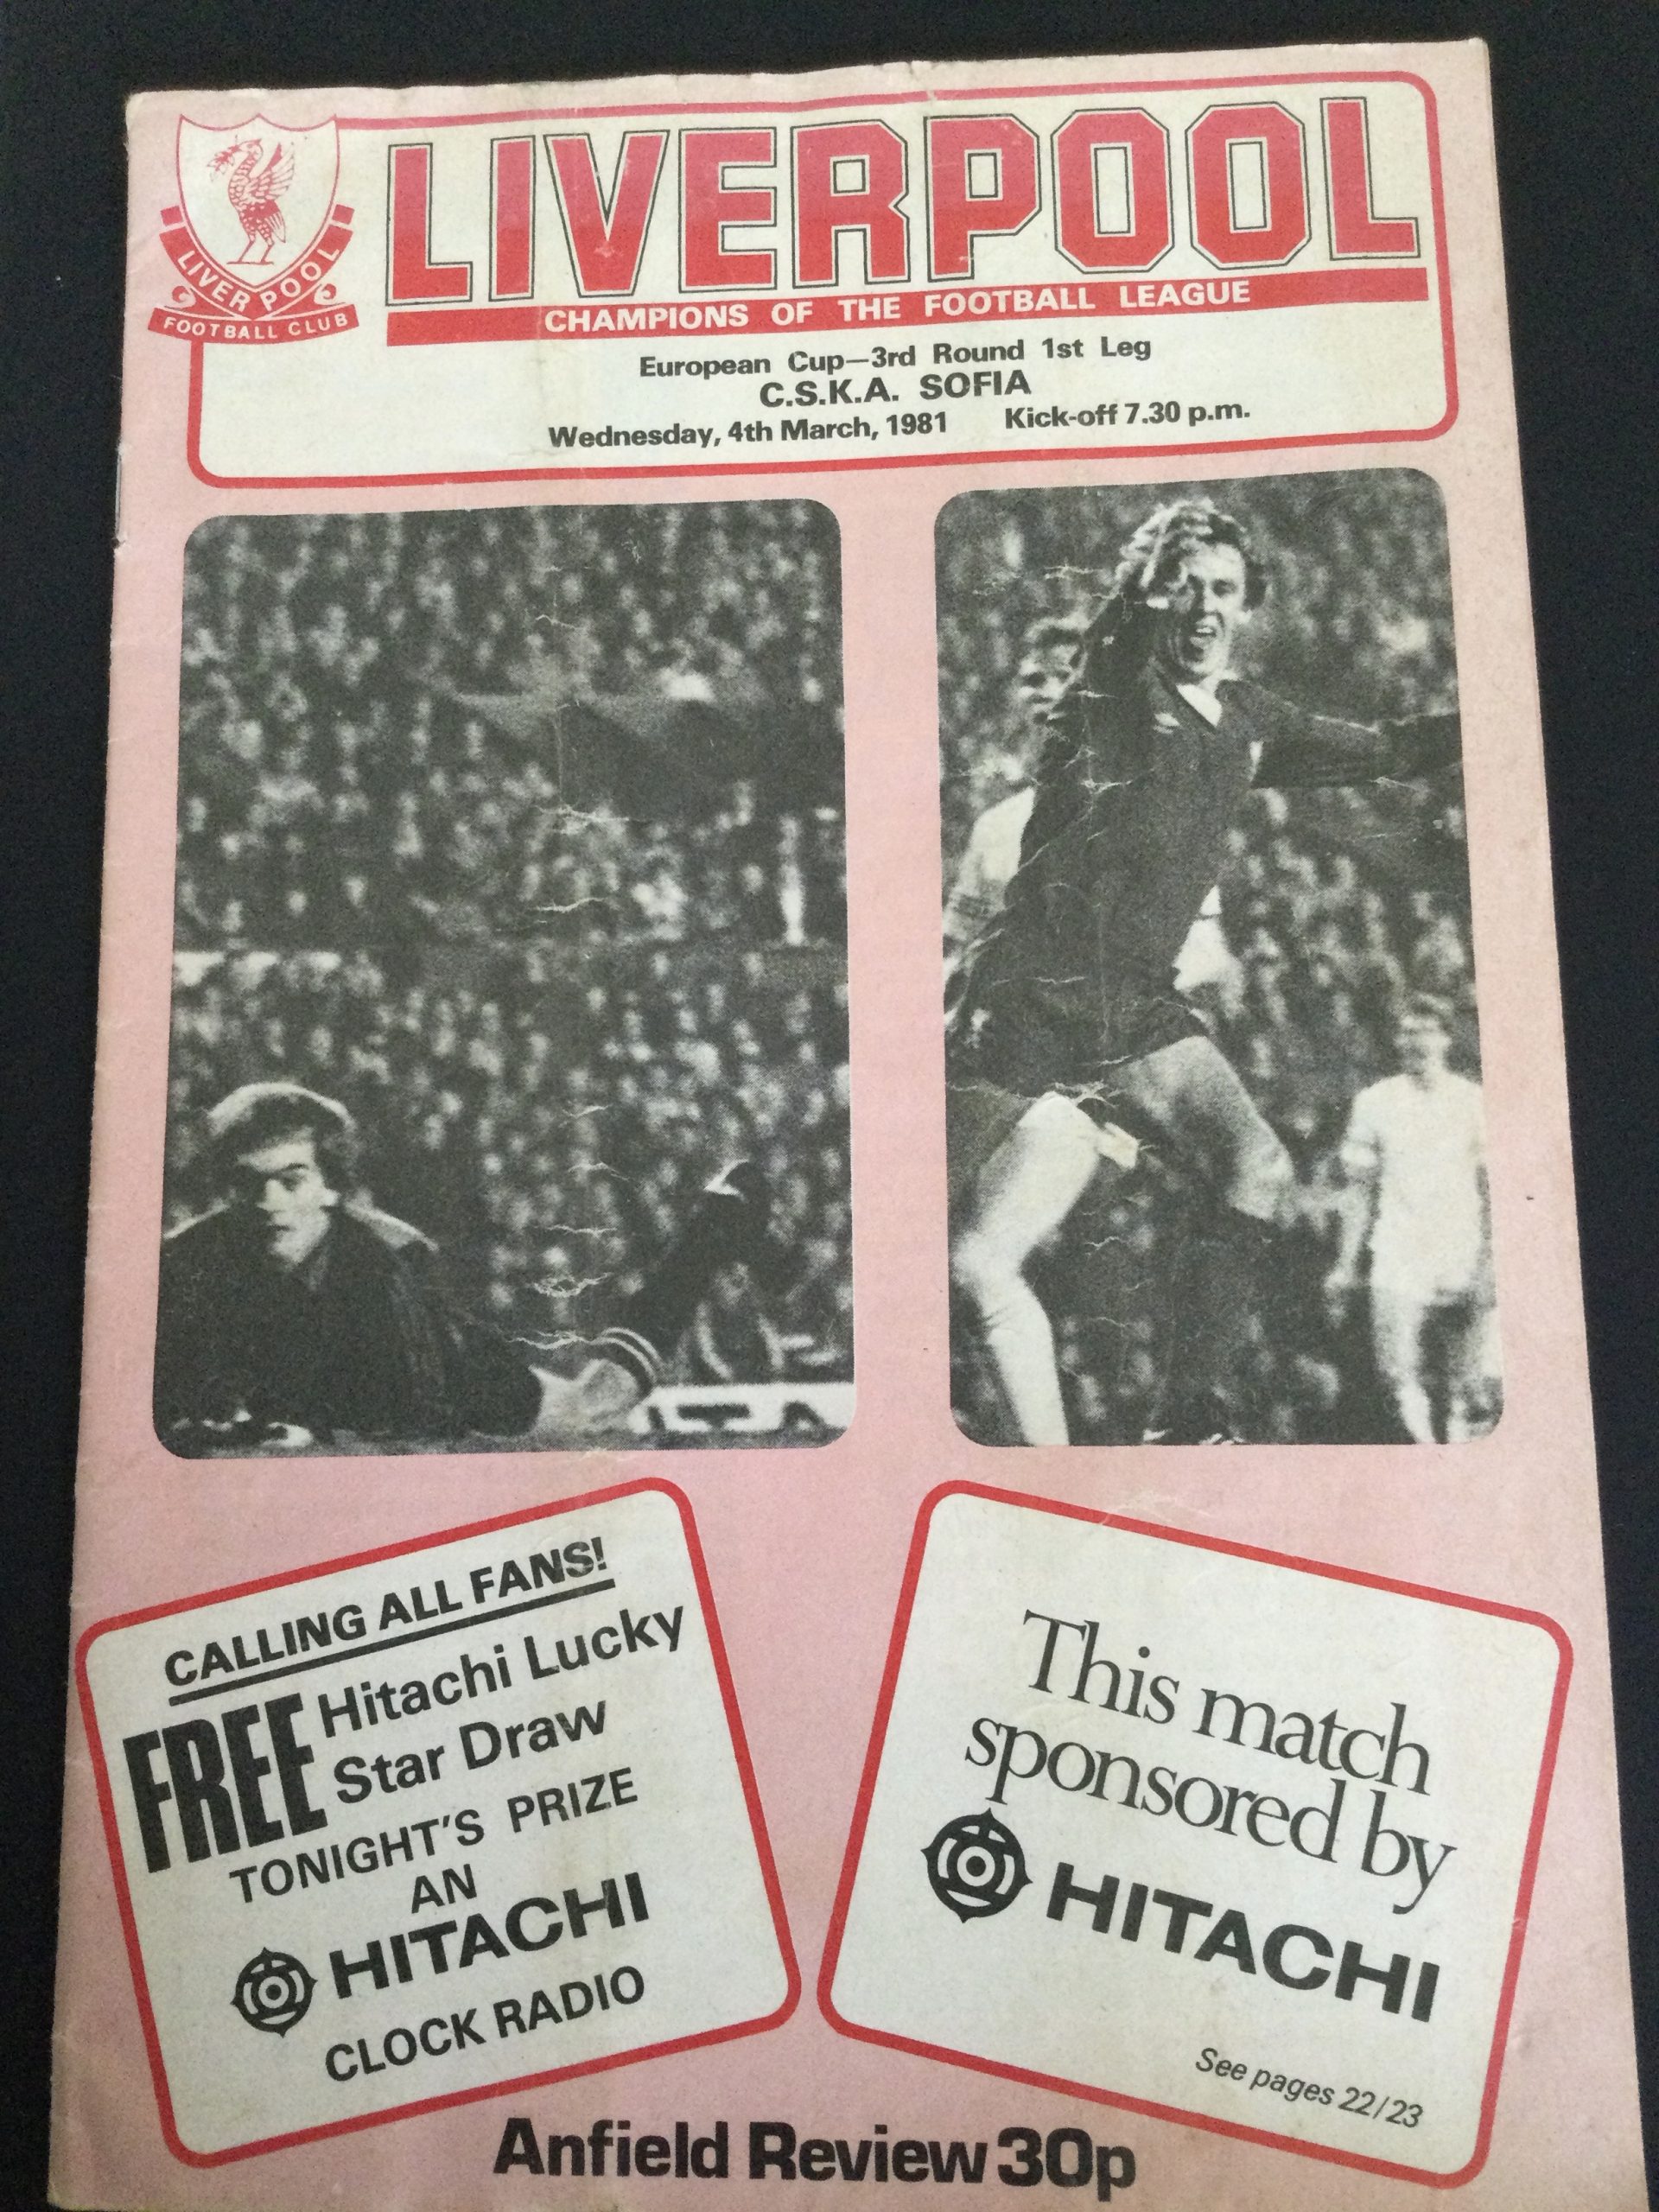 LIVERPOOL
FOOTBALL CLUB
LIVERPOOL
CHAMPIONS OF THE FOOTBALL LEAGUE
European Cup—3rd Round 1st Leg
C.S.K.A. SOFIA
Wednesday, 4th March, 1981 Kick-off 7.30 p.m.
CALLING ALL FANS!
FREE Hitachi Lucky
Star Draw
TONIGHT'S PRIZE
AN
HITACHI
CLOCK RADIO
This match
sponsored by
HITACHI
See pages 22/23
Anfield Review 30p